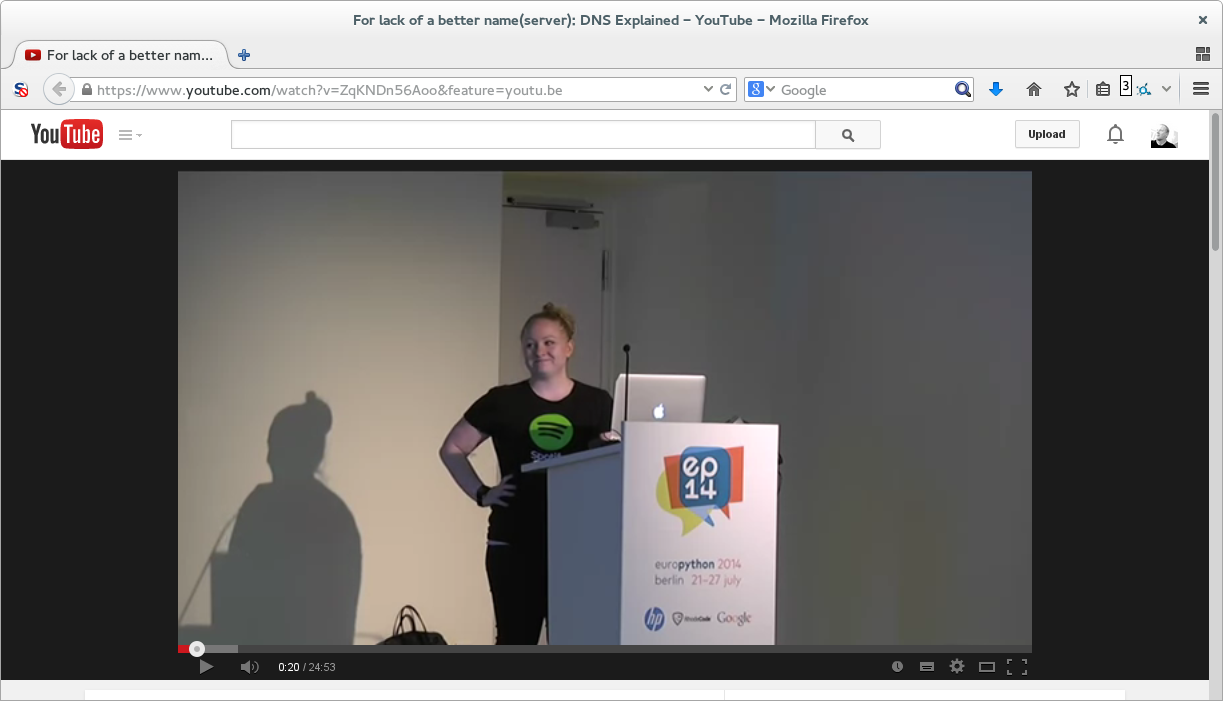 For lack of a better name(server): DNS Explained – YouTube – Mozilla Firefox
For lack of a better nam...
https://www.youtube.com/watch?v=ZqKNDn56Aoo&feature=youtu.be
8 Google
3
YouTube
Upload
ep
14
europython 2014
berlin 21–27 july
hp
Google
0:20 / 24:53